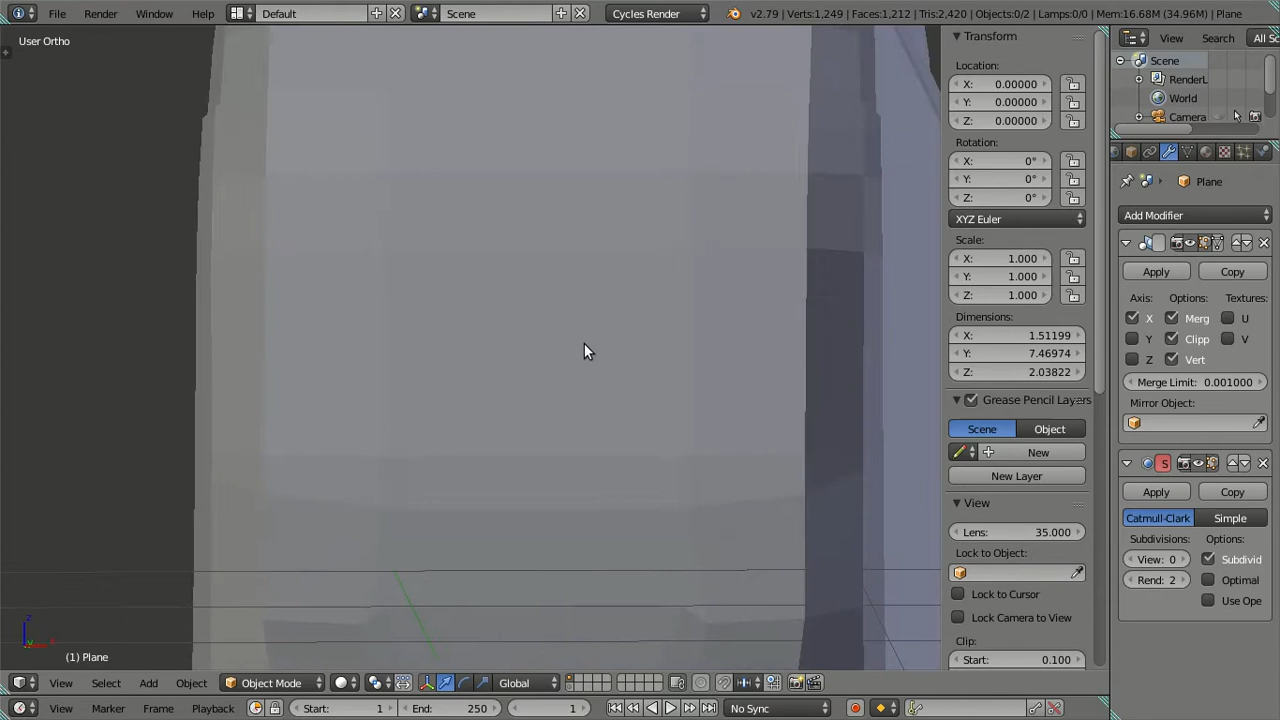 File Render Window Help Default Scene Cycles Render v2.79 | Verts:1,249 | Faces:1,212 | Tris:2,420 | Objects:0/2 | Lamps:0/0 | Mem:16.68M (34.96M) | Plane
User Ortho
Transform
Location:
X: 0.00000
Y: 0.00000
Z: 0.00000
Rotation:
X: 0°
Y: 0°
Z: 0°
XYZ Euler
Scale:
X: 1.000
Y: 1.000
Z: 1.000
Dimensions:
X: 1.51199
Y: 7.46974
Z: 2.03822
Grease Pencil Layers
Scene Object
New
New Layer
View
Lens: 35.000
Lock to Object:
Lock to Cursor
Lock Camera to View
Clip:
Start: 0.100
View Search All Sc
Scene
RenderL
World
Camera
Plane
Add Modifier
Apply Copy
Axis: Options: Textures:
X Merg U
Y Clipp V
Z Vert
Merge Limit: 0.001000
Mirror Object:
S
Apply Copy
Catmull-Clark Simple
Subdivisions: Options:
View: 0 Subdivid
Rend: 2 Optimal
Use Ope
z
x
y
(1) Plane
View Select Add Object Object Mode Global
View Marker Frame Playback Start: 1 End: 250 1 No Sync